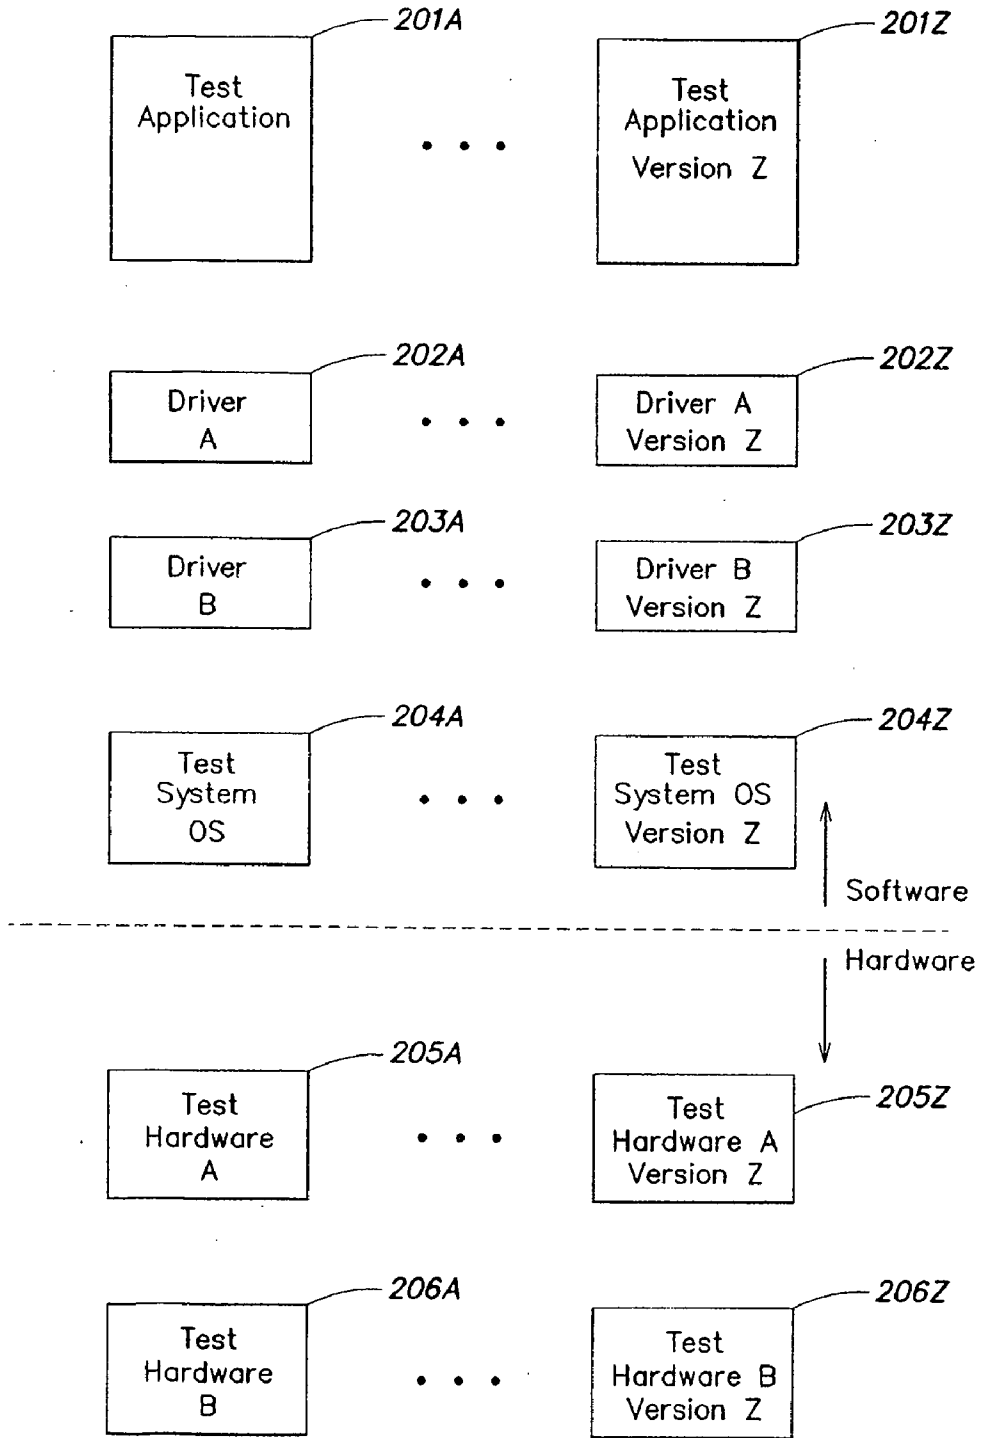 201A
201Z
Test
Application
Test
Application
Version Z
202A
202Z
Driver
A
Driver A
Version Z
203A
203Z
Driver
B
Driver B
Version Z
204A
204Z
Test
System
OS
Test
System OS
Version Z
Software
Hardware
205A
205Z
Test
Hardware
A
Test
Hardware A
Version Z
206A
206Z
Test
Hardware
B
Test
Hardware B
Version Z